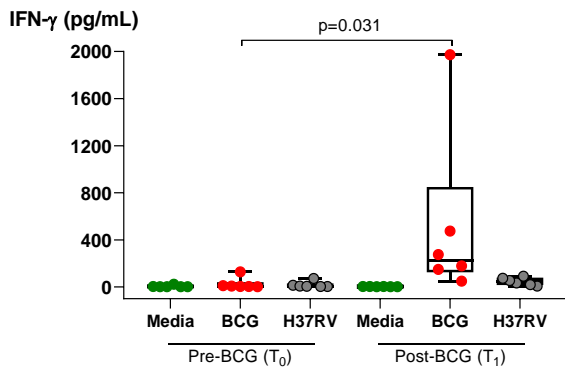 IFN-γ (pg/mL)
p=0.031
2000
1600
1200
800
400
0
Media BCG H37RV Media BCG H37RV
Pre-BCG (T₀) Post-BCG (T₁)